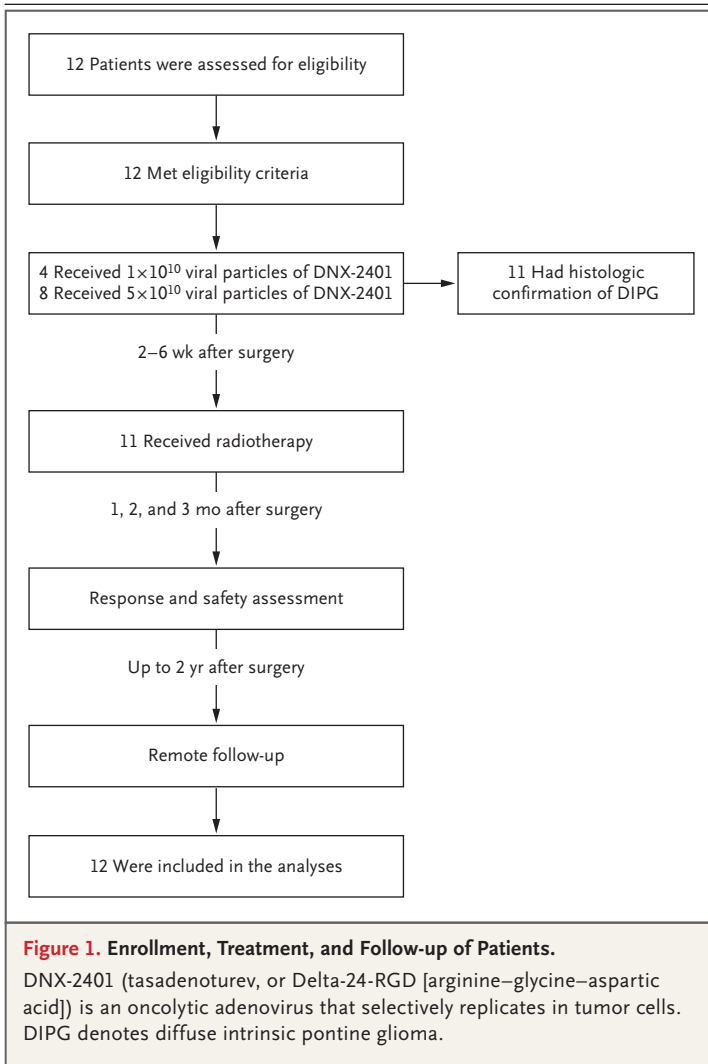 12 Patients were assessed for eligibility
12 Met eligibility criteria
4 Received 1×10¹⁰ viral particles of DNX-2401
8 Received 5×10¹⁰ viral particles of DNX-2401
11 Had histologic
confirmation of DIPG
2–6 wk after surgery
11 Received radiotherapy
1, 2, and 3 mo after surgery
Response and safety assessment
Up to 2 yr after surgery
Remote follow-up
12 Were included in the analyses
Figure 1. Enrollment, Treatment, and Follow-up of Patients.
DNX-2401 (tasadenoturev, or Delta-24-RGD [arginine–glycine–aspartic
acid]) is an oncolytic adenovirus that selectively replicates in tumor cells.
DIPG denotes diffuse intrinsic pontine glioma.